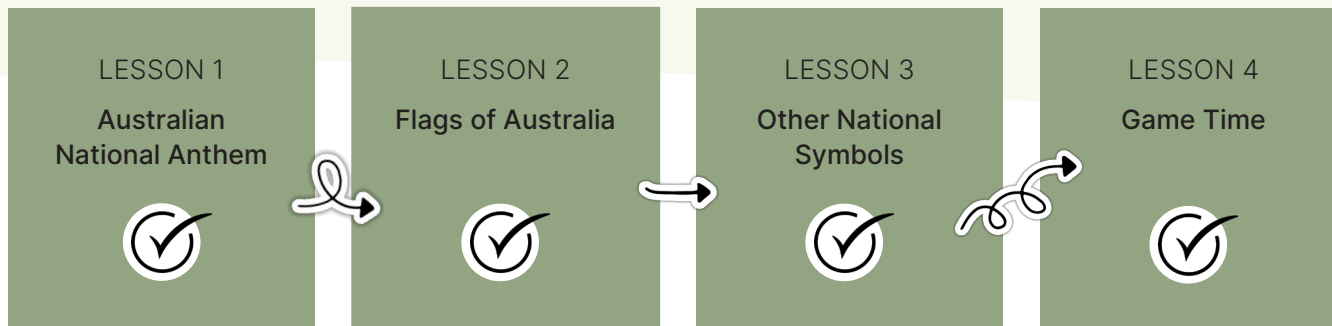 LESSON 1
Australian
National Anthem
LESSON 2
Flags of Australia
LESSON 3
Other National
Symbols
LESSON 4
Game Time